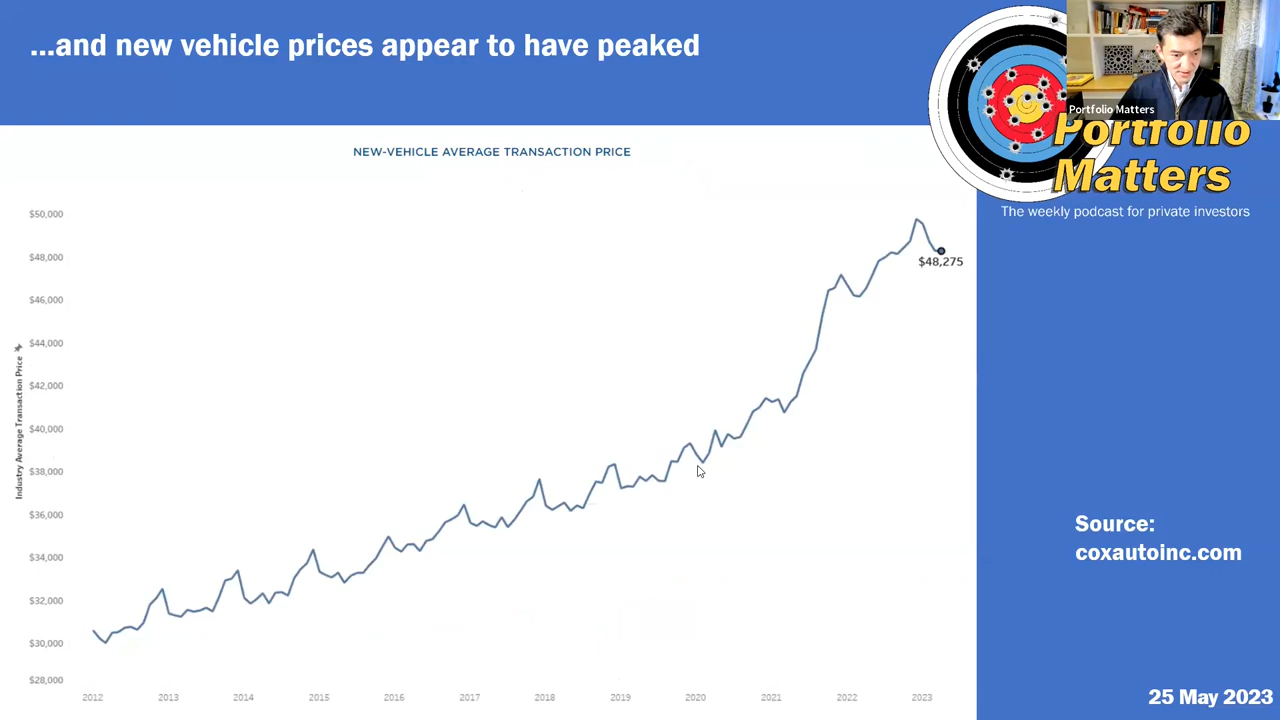 ...and new vehicle prices appear to have peaked
Portfolio Matters
Portfolio
Matters
The weekly podcast for private investors
NEW-VEHICLE AVERAGE TRANSACTION PRICE
Industry Average Transaction Price
$50,000
$48,000
$46,000
$44,000
$42,000
$40,000
$38,000
$36,000
$34,000
$32,000
$30,000
$28,000
$48,275
2012 2013 2014 2015 2016 2017 2018 2019 2020 2021 2022 2023
Source:
coxautoinc.com
25 May 2023